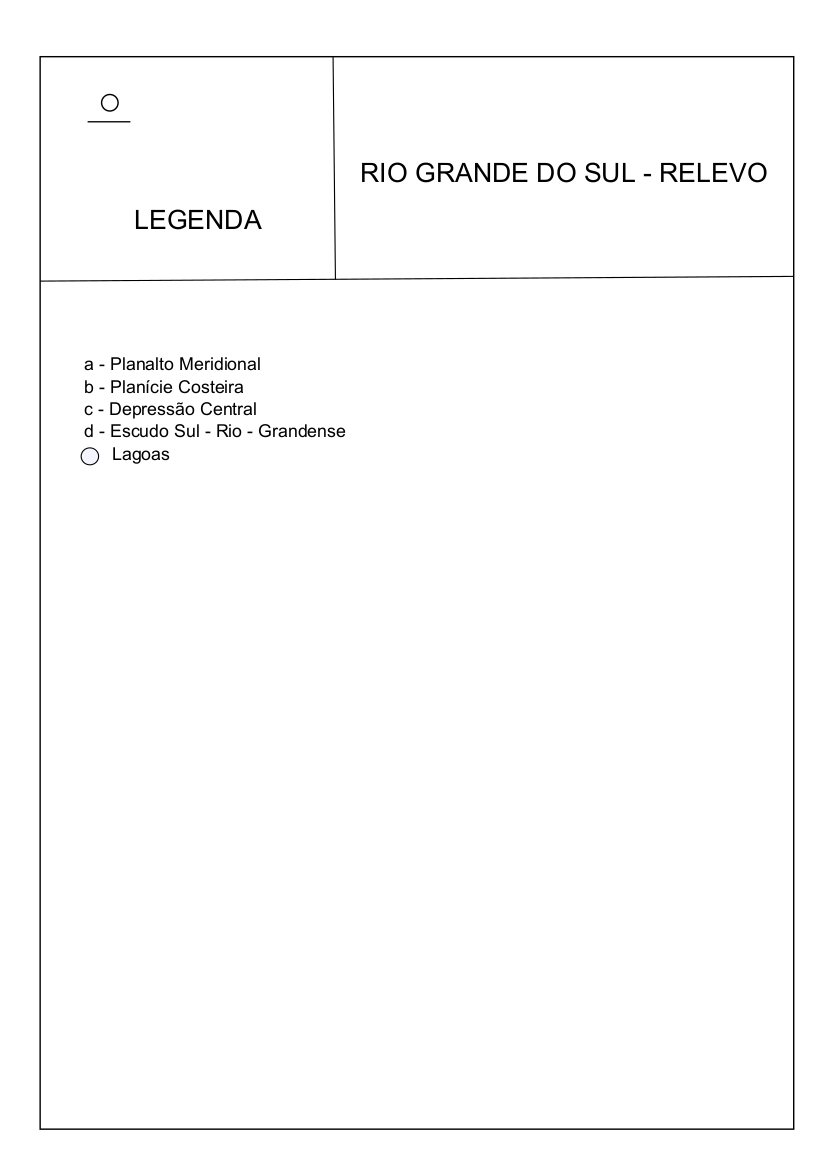 LEGENDA
RIO GRANDE DO SUL - RELEVO
a - Planalto Meridional
b - Planície Costeira
c - Depressão Central
d - Escudo Sul - Rio - Grandense
Lagoas